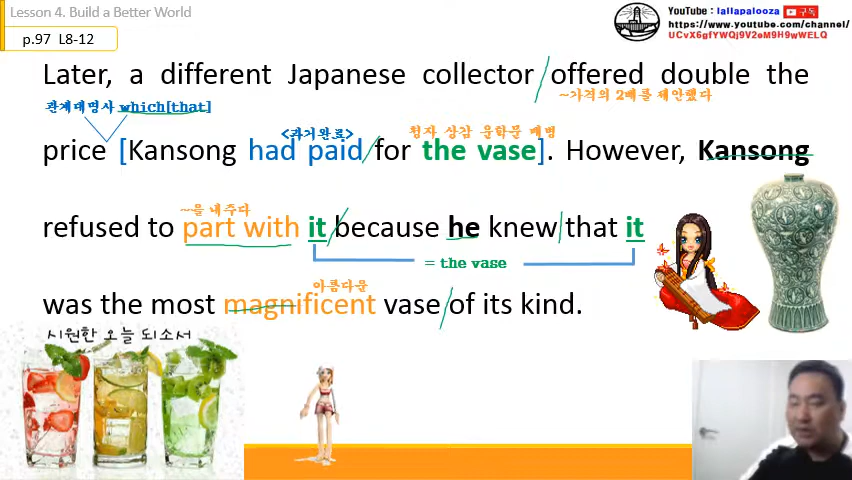 Lesson 4. Build a Better World
YouTube : lallapalooza 구독
https://www.youtube.com/channel/
UCvX6gfYWQj9V2eM9H9wWELQ
p.97 L8-12
Later, a different Japanese collector offered double the
~가격의 2배를 제안했다
관계대명사 which[that]
<과거완료>
청자 상감 운학문 매병
price [Kansong had paid for the vase]. However, Kansong
~을 내주다
refused to part with it because he knew that it
= the vase
아름다운
was the most magnificent vase of its kind.
시원한 오늘 되소서